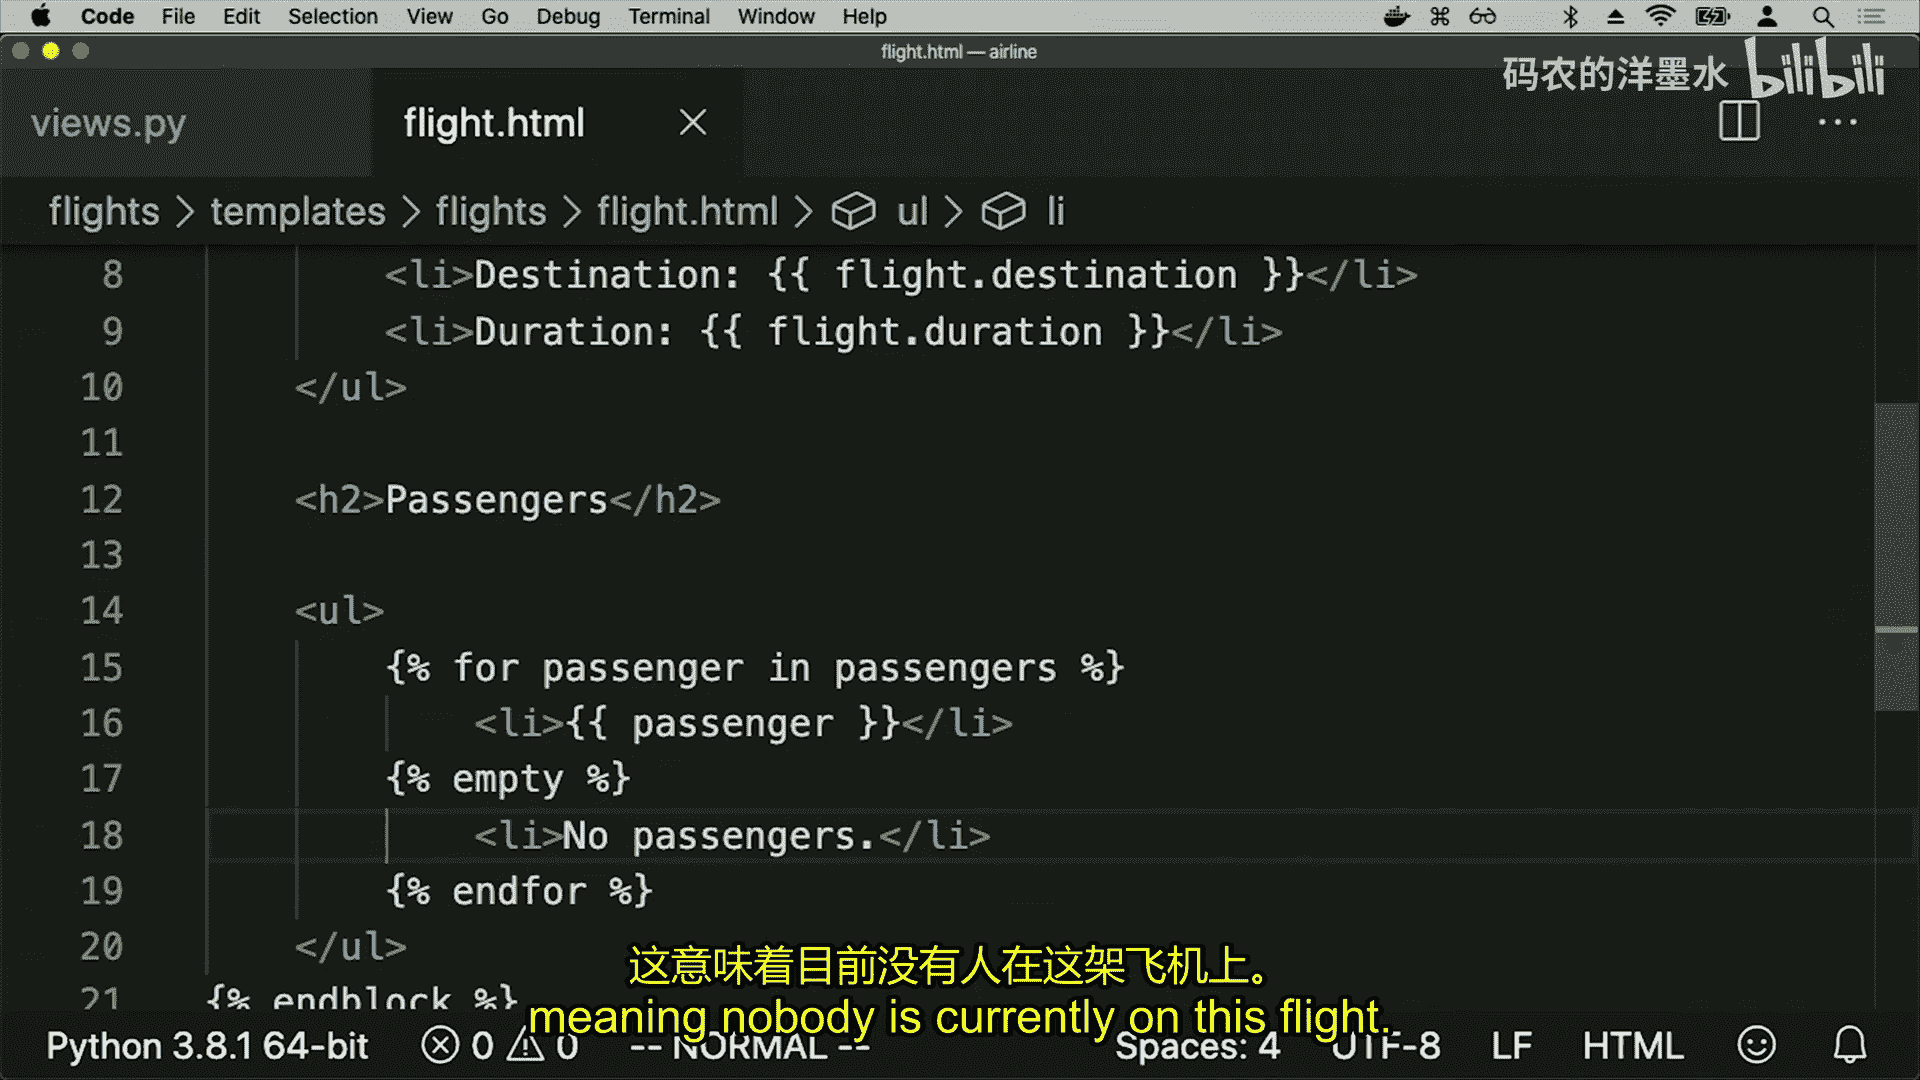 Code File Edit Selection View Go Debug Terminal Window Help
flight.html — airline
码农的洋墨水 bilibili
views.py flight.html
flights > templates > flights > flight.html > ul > li
8 <li>Destination: {{ flight.destination }}</li>
9 <li>Duration: {{ flight.duration }}</li>
10 </ul>
11
12 <h2>Passengers</h2>
13
14 <ul>
15 {% for passenger in passengers %}
16 <li>{{ passenger }}</li>
17 {% empty %}
18 <li>No passengers.</li>
19 {% endfor %}
20 </ul>
21 {% endblock %}
这意味着目前没有人在这架飞机上。
meaning nobody is currently on this flight.
Python 3.8.1 64-bit 0 0 -- NORMAL -- Spaces: 4 UTF-8 LF HTML